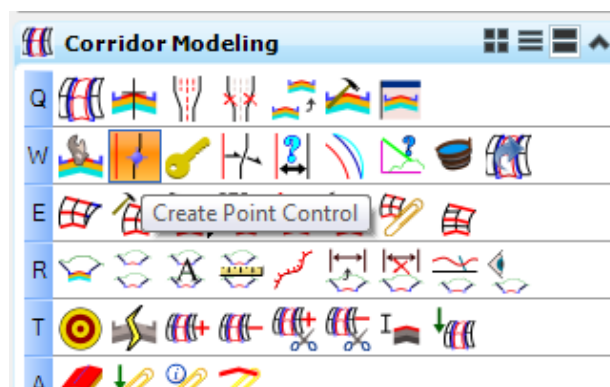 Corridor Modeling
Q
W
E
Create Point Control
R
A
T
I
A